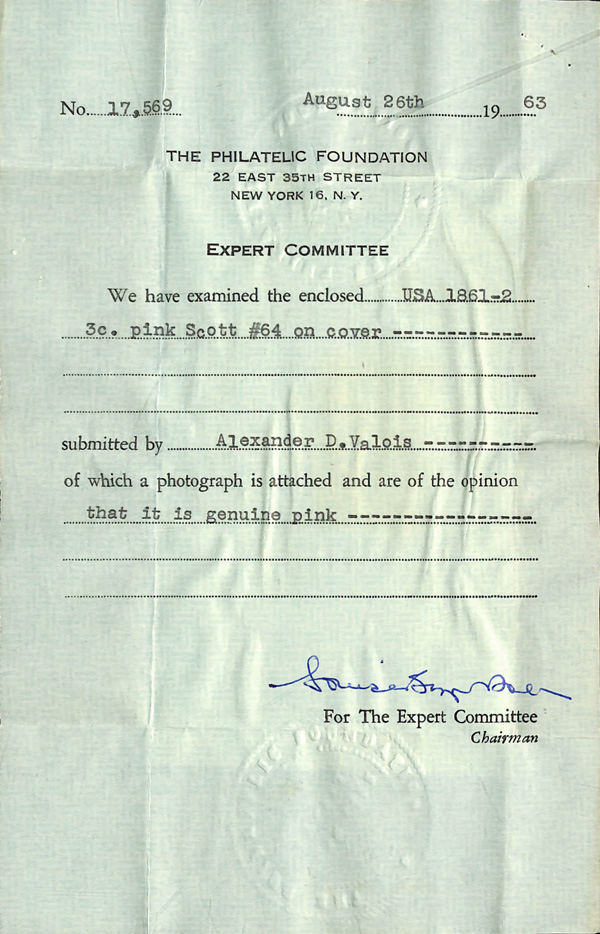 No. 17,569 August 26th 19 63
THE PHILATELIC FOUNDATION
22 EAST 35TH STREET
NEW YORK 16, N. Y.
EXPERT COMMITTEE
We have examined the enclosed USA 1861-2
3c. pink Scott #64 on cover ------------
submitted by Alexander D.Valois ----------
of which a photograph is attached and are of the opinion
that it is genuine pink -----------------
For The Expert Committee
Chairman